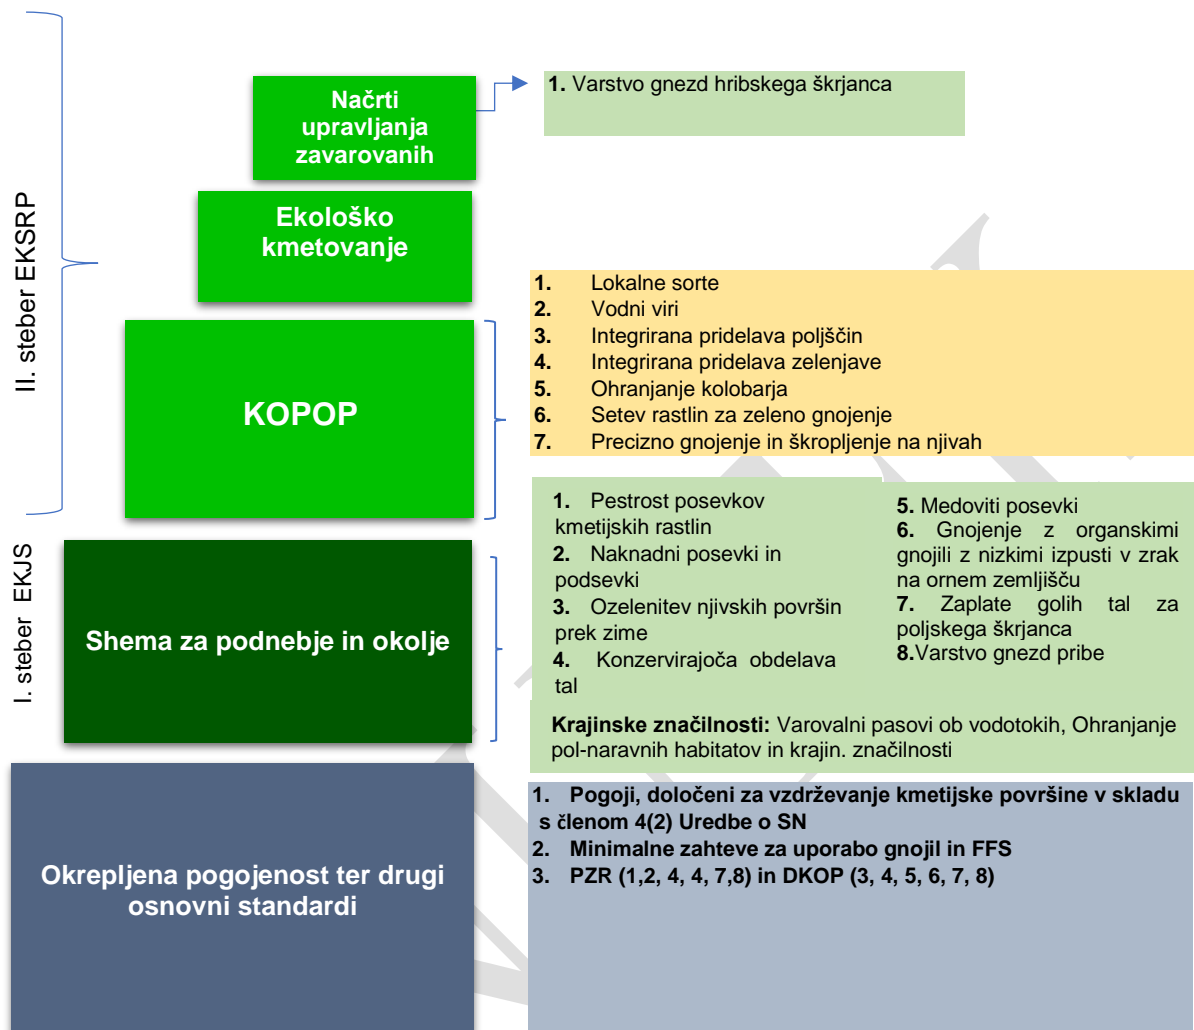 II. steber EKSRP
Načrti
upravljanja
zavarovanih
1. Varstvo gnezd hribskega škrjanca
Ekološko
kmetovanje
KOPOP
1. Lokalne sorte
2. Vodni viri
3. Integrirana pridelava poljščin
4. Integrirana pridelava zelenjave
5. Ohranjanje kolobarja
6. Setev rastlin za zeleno gnojenje
7. Precizno gnojenje in škropljenje na njivah
I. steber EKJS
Shema za podnebje in okolje
1. Pestrost posevkov
kmetijskih rastlin
2. Naknadni posevki in
podsevki
3. Ozelenitev njivskih površin
prek zime
4. Konzervirajoča obdelava
tal
5. Medoviti posevki
6. Gnojenje z organskimi
gnojili z nizkimi izpusti v zrak
na ornem zemljišču
7. Zaplate golih tal za
poljskega škrjanca
8.Varstvo gnezd pribe
Krajinske značilnosti: Varovalni pasovi ob vodotokih, Ohranjanje
pol-naravnih habitatov in krajin. značilnosti
Okrepljena pogojenost ter drugi
osnovni standardi
1. Pogoji, določeni za vzdrževanje kmetijske površine v skladu
s členom 4(2) Uredbe o SN
2. Minimalne zahteve za uporabo gnojil in FFS
3. PZR (1,2, 4, 4, 7,8) in DKOP (3, 4, 5, 6, 7, 8)